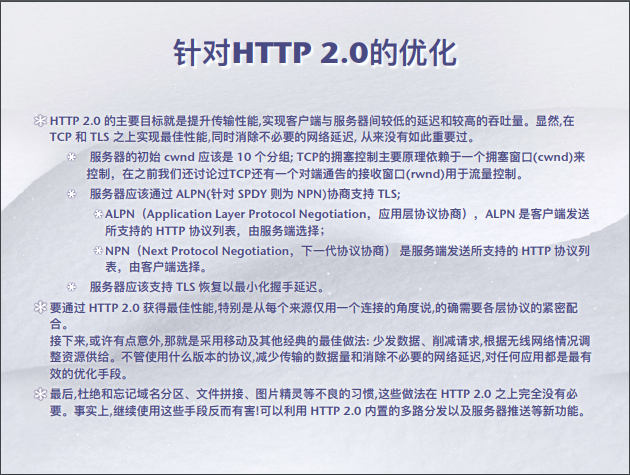 针对HTTP 2.0的优化
HTTP 2.0 的主要目标就是提升传输性能,实现客户端与服务器间较低的延迟和较高的吞吐量。显然,在
TCP 和 TLS 之上实现最佳性能,同时消除不必要的网络延迟, 从来没有如此重要过。
服务器的初始 cwnd 应该是 10 个分组; TCP的拥塞控制主要原理依赖于一个拥塞窗口(cwnd)来
控制，在之前我们还讨论过TCP还有一个对端通告的接收窗口(rwnd)用于流量控制。
服务器应该通过 ALPN(针对 SPDY 则为 NPN)协商支持 TLS;
ALPN（Application Layer Protocol Negotiation，应用层协议协商），ALPN 是客户端发送
所支持的 HTTP 协议列表，由服务端选择；
NPN（Next Protocol Negotiation，下一代协议协商） 是服务端发送所支持的 HTTP 协议列
表，由客户端选择。
服务器应该支持 TLS 恢复以最小化握手延迟。
要通过 HTTP 2.0 获得最佳性能,特别是从每个来源仅用一个连接的角度说,的确需要各层协议的紧密配
合。
接下来,或许有点意外,那就是采用移动及其他经典的最佳做法: 少发数据、削减请求,根据无线网络情况调
整资源供给。不管使用什么版本的协议,减少传输的数据量和消除不必要的网络延迟,对任何应用都是最有
效的优化手段。
最后,杜绝和忘记域名分区、文件拼接、图片精灵等不良的习惯,这些做法在 HTTP 2.0 之上完全没有必
要。事实上,继续使用这些手段反而有害!可以利用 HTTP 2.0 内置的多路分发以及服务器推送等新功能。